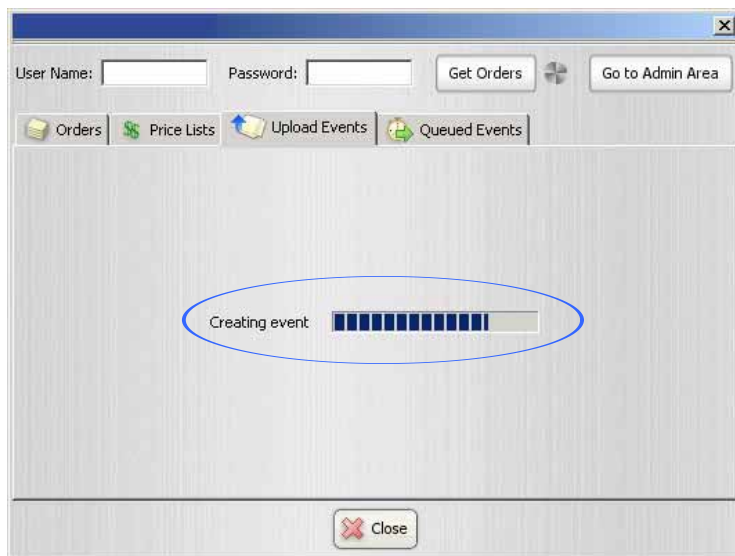 User Name: Password: Get Orders Go to Admin Area
Orders Price Lists Upload Events Queued Events
Creating event
Close